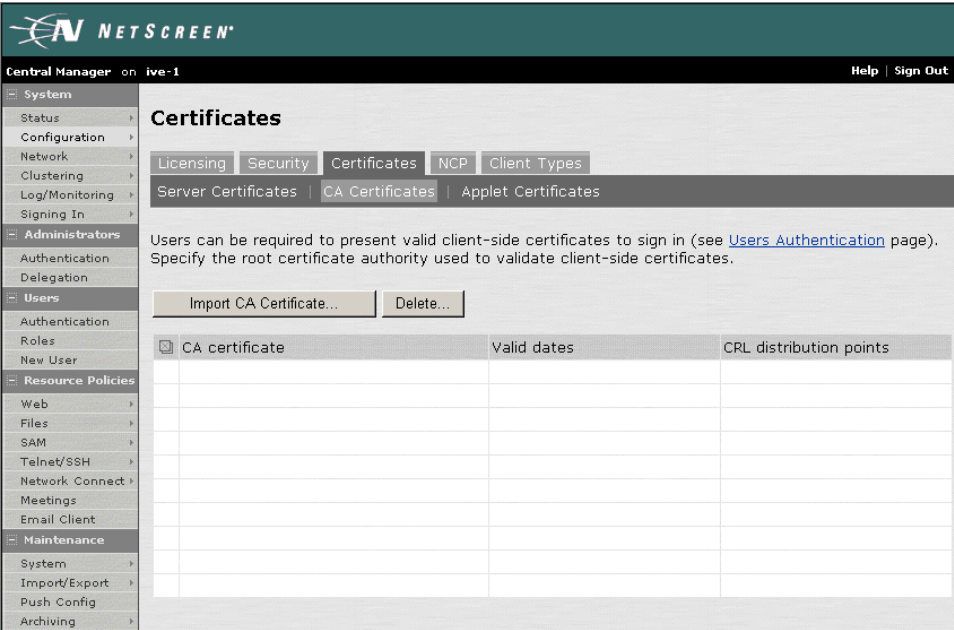 NETSCREEN®
Central Manager on ive-1
Help | Sign Out
System
Status
Configuration
Network
Clustering
Log/Monitoring
Signing In
Administrators
Authentication
Delegation
Users
Authentication
Roles
New User
Resource Policies
Web
Files
SAM
Telnet/SSH
Network Connect
Meetings
Email Client
Maintenance
System
Import/Export
Push Config
Archiving
Certificates
Licensing Security Certificates NCP Client Types
Server Certificates | CA Certificates | Applet Certificates
Users can be required to present valid client-side certificates to sign in (see Users Authentication page).
Specify the root certificate authority used to validate client-side certificates.
Import CA Certificate... Delete...
CA certificate Valid dates CRL distribution points